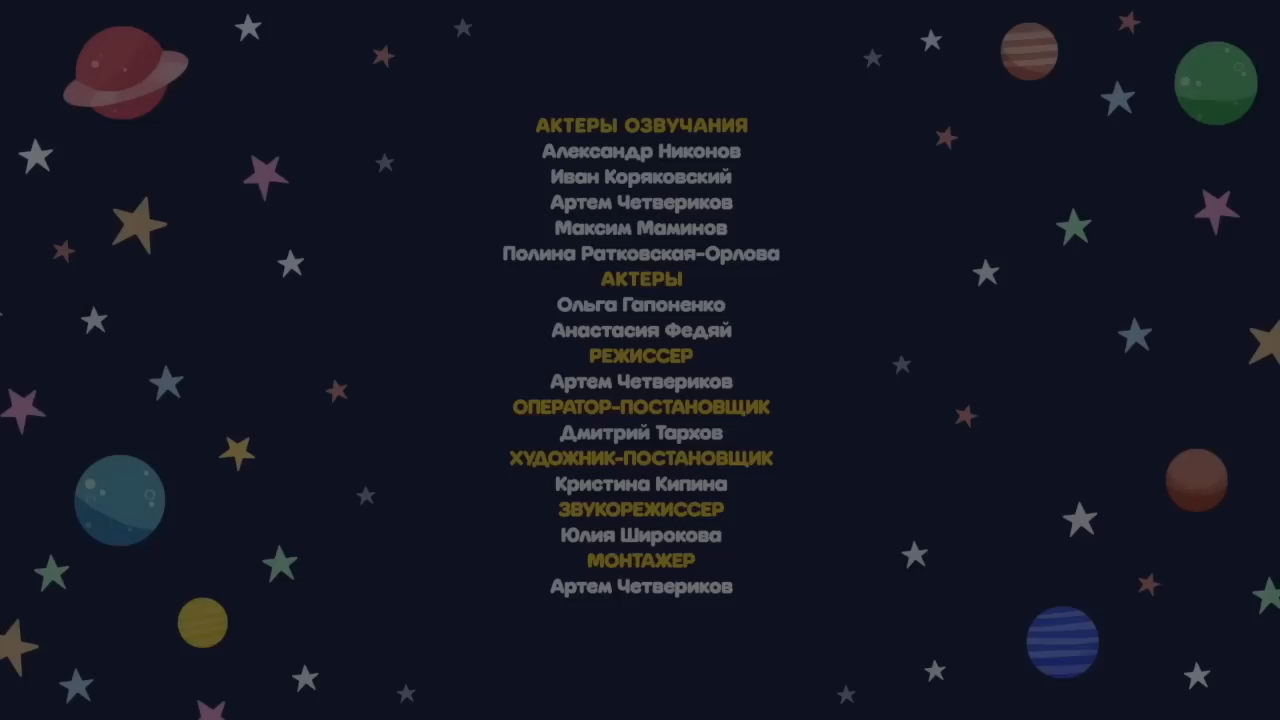 АКТЕРЫ ОЗВУЧАНИЯ
Александр Никонов
Иван Коряковский
Артем Четвериков
Максим Маминов
Полина Ратковская-Орлова
АКТЕРЫ
Ольга Гапоненко
Анастасия Федяй
РЕЖИССЕР
Артем Четвериков
ОПЕРАТОР-ПОСТАНОВЩИК
Дмитрий Тархов
ХУДОЖНИК-ПОСТАНОВЩИК
Кристина Кипина
ЗВУКОРЕЖИССЕР
Юлия Широкова
МОНТАЖЕР
Артем Четвериков